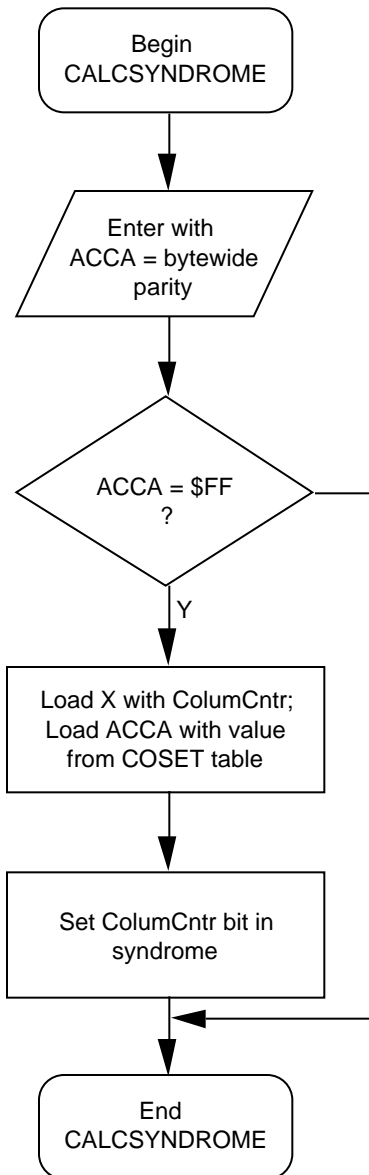 Begin
CALCSYNDROME
Enter with
ACCA = bytewide
parity
ACCA = $FF
?
Y
Load X with ColumCntr;
Load ACCA with value
from COSET table
Set ColumCntr bit in
syndrome
End
CALCSYNDROME